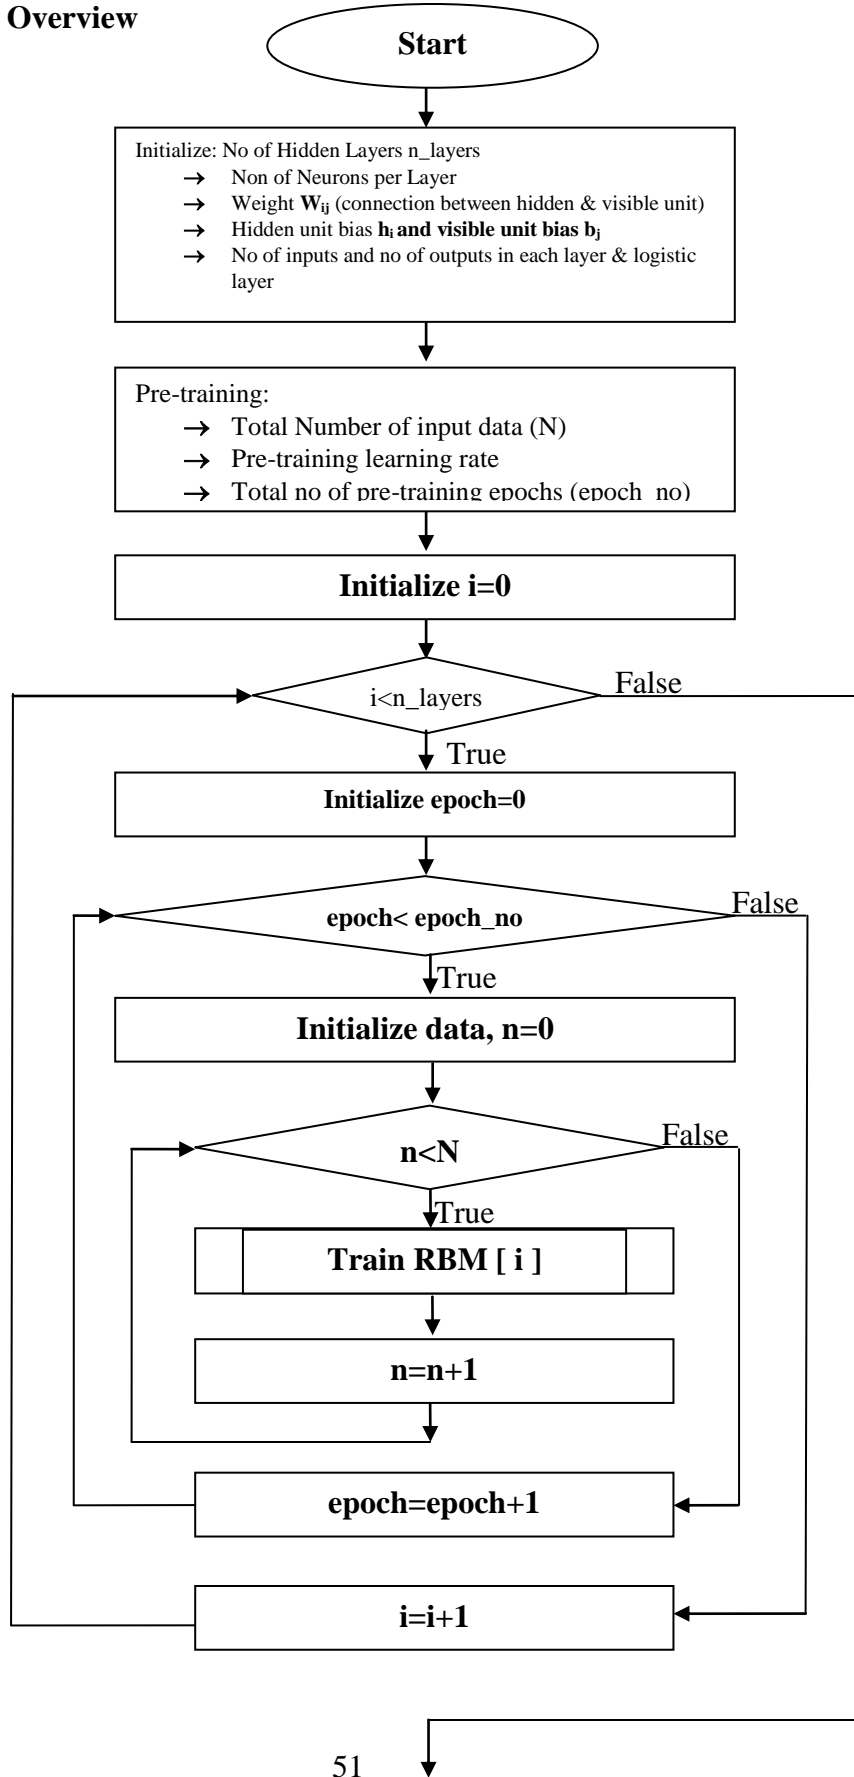 Overview
Start
Initialize: No of Hidden Layers n_layers
→ Non of Neurons per Layer
→ Weight Wij (connection between hidden & visible unit)
→ Hidden unit bias hi and visible unit bias bj
→ No of inputs and no of outputs in each layer & logistic
layer
Pre-training:
→ Total Number of input data (N)
→ Pre-training learning rate
→ Total no of pre-training epochs (epoch_no)
Initialize i=0
i<n_layers
False
True
Initialize epoch=0
epoch< epoch_no
False
True
Initialize data, n=0
n<N
False
True
Train RBM [ i ]
n=n+1
epoch=epoch+1
i=i+1
51